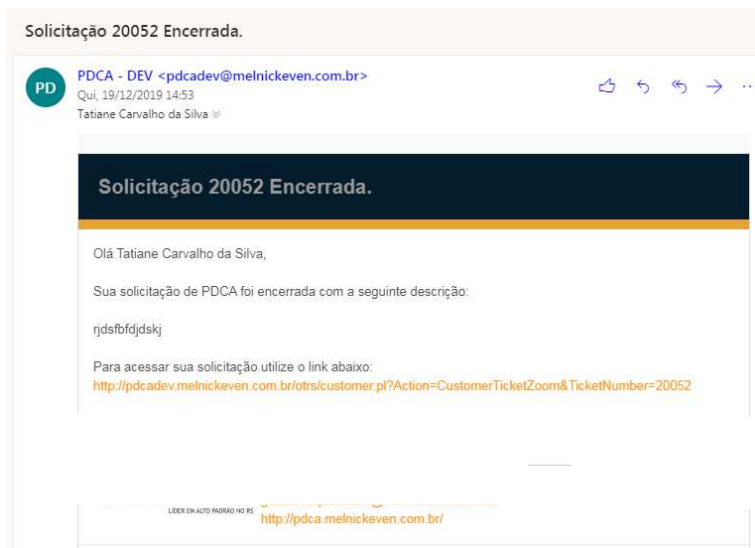 Solicitação 20052 Encerrada.
PD
PDCA - DEV <pdcadev@melnickeven.com.br>
Qui, 19/12/2019 14:53
Tatiane Carvalho da Silva
Solicitação 20052 Encerrada.
Olá Tatiane Carvalho da Silva,
Sua solicitação de PDCA foi encerrada com a seguinte descrição:
rjdsfbfdjdskj
Para acessar sua solicitação utilize o link abaixo:
http://pdcadev.melnickeven.com.br/otrs/customer.pl?Action=CustomerTicketZoom&TicketNumber=20052
LÍDER EM ALTO PADRÃO NO RS
http://pdca.melnickeven.com.br/